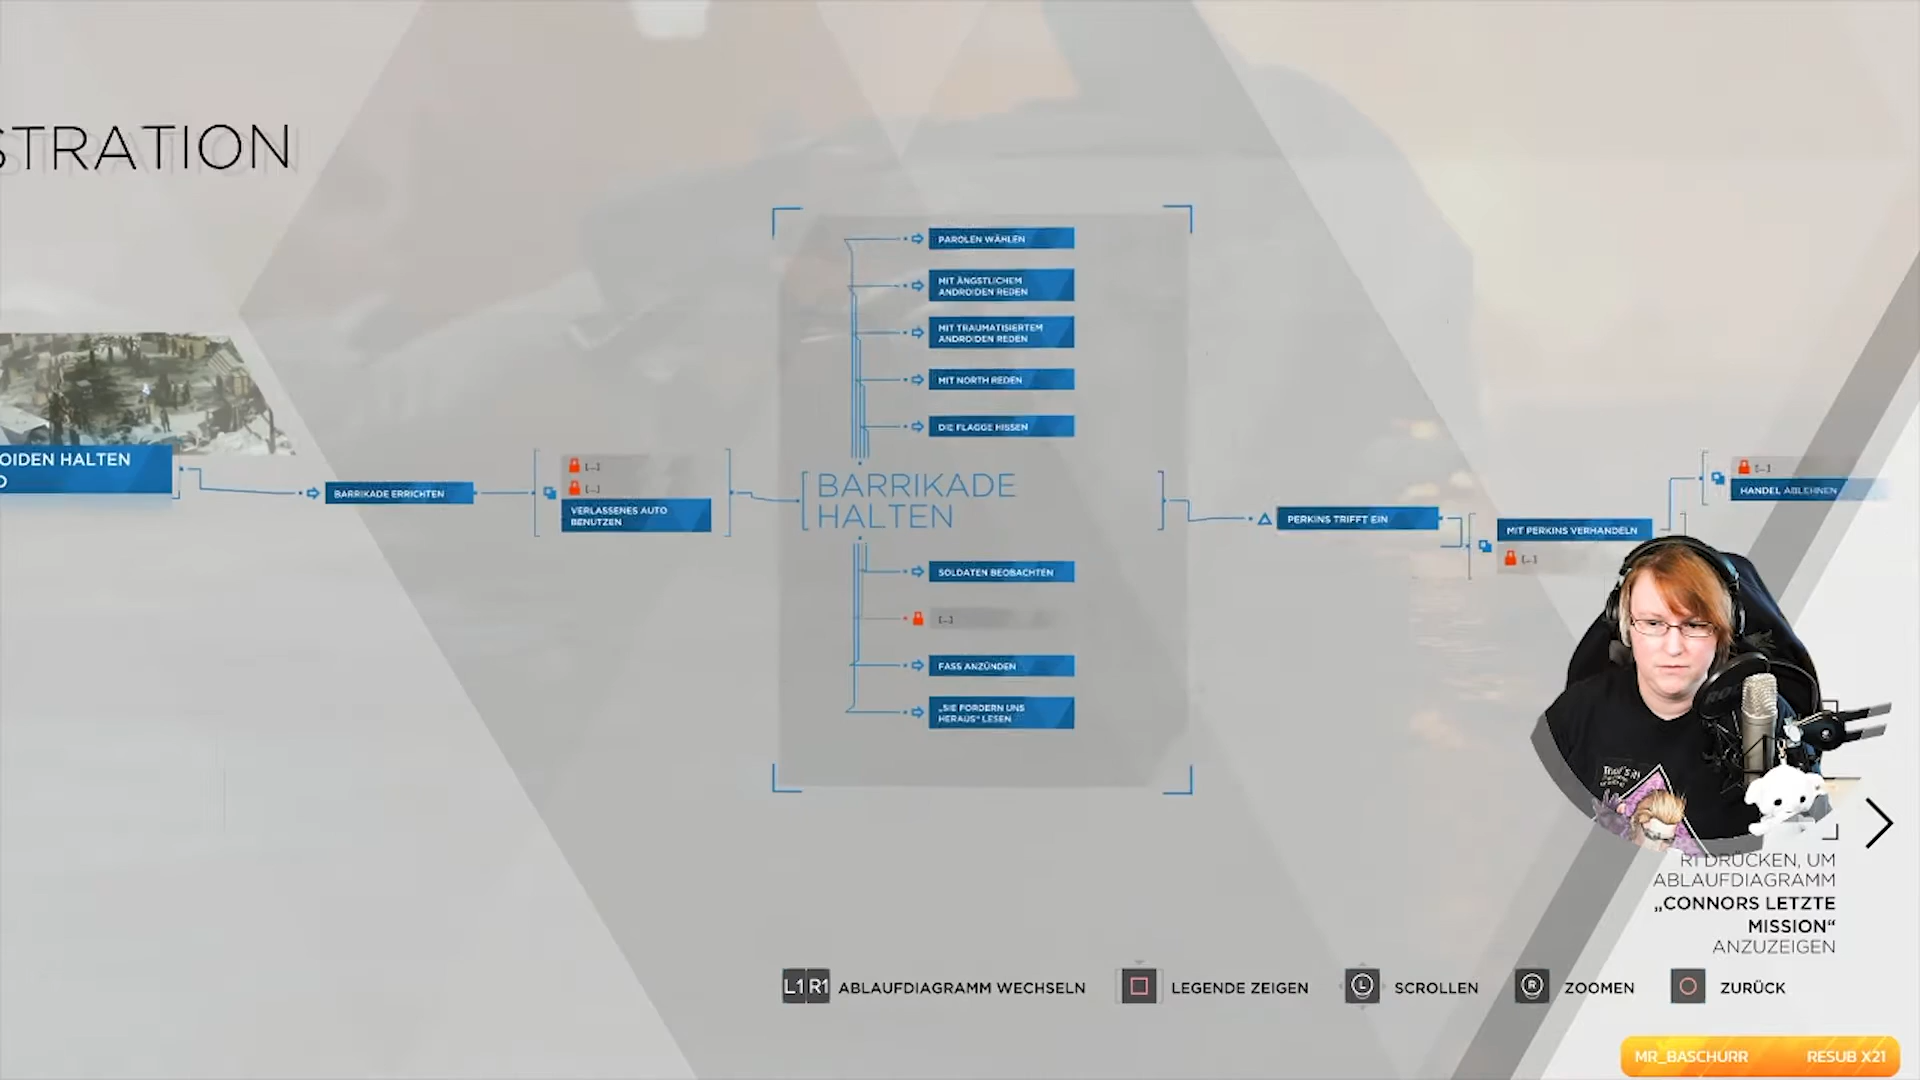 STRATION
PAROLEN WÄHLEN
MIT ÄNGSTLICHEM
ANDROIDEN REDEN
MIT TRAUMATISIERTEM
ANDROIDEN REDEN
MIT NORTH REDEN
DIE FLAGGE HISSEN
OIDEN HALTEN
BARRIKADE ERRICHTEN
[...]
[...]
VERLASSENES AUTO
BENUTZEN
BARRIKADE
HALTEN
PERKINS TRIFFT EIN
MIT PERKINS VERHANDELN
[...]
[...]
HANDEL ABLEHNEN
SOLDATEN BEOBACHTEN
[...]
FASS ANZÜNDEN
„SIE FORDERN UNS
HERAUS“ LESEN
That's it!
R1 DRÜCKEN, UM
ABLAUFDIAGRAMM
„CONNORS LETZTE
MISSION“
ANZUZEIGEN
L1 R1 ABLAUFDIAGRAMM WECHSELN
LEGENDE ZEIGEN
L SCROLLEN
R ZOOMEN
ZURÜCK
MR_BASCHURR RESUB X21